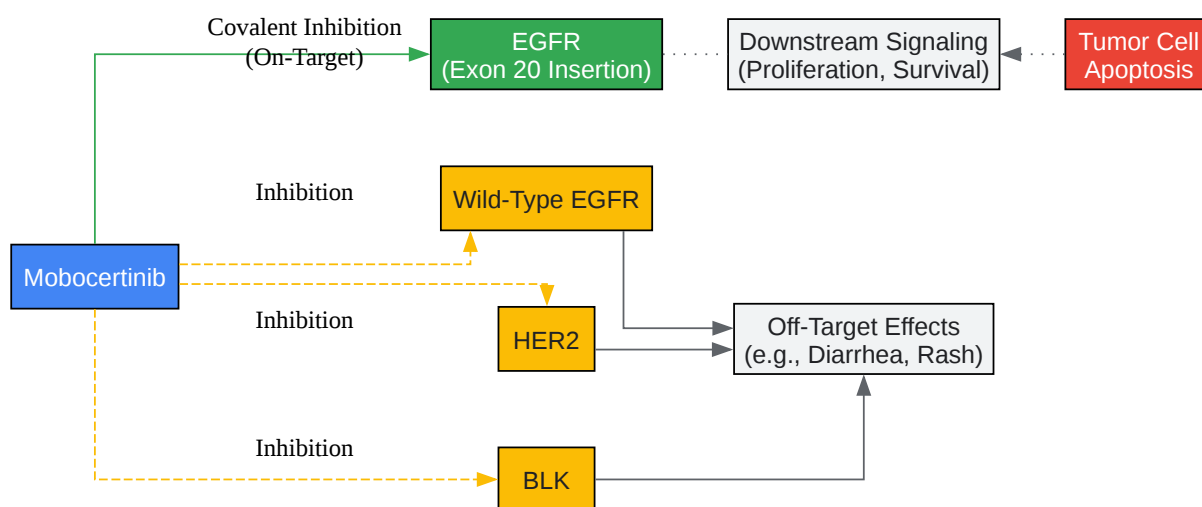 Covalent Inhibition
(On-Target)
EGFR
(Exon 20 Insertion)
Downstream Signaling
(Proliferation, Survival)
Tumor Cell
Apoptosis
Inhibition
Wild-Type EGFR
Mobocertinib
Inhibition
HER2
Off-Target Effects
(e.g., Diarrhea, Rash)
Inhibition
BLK